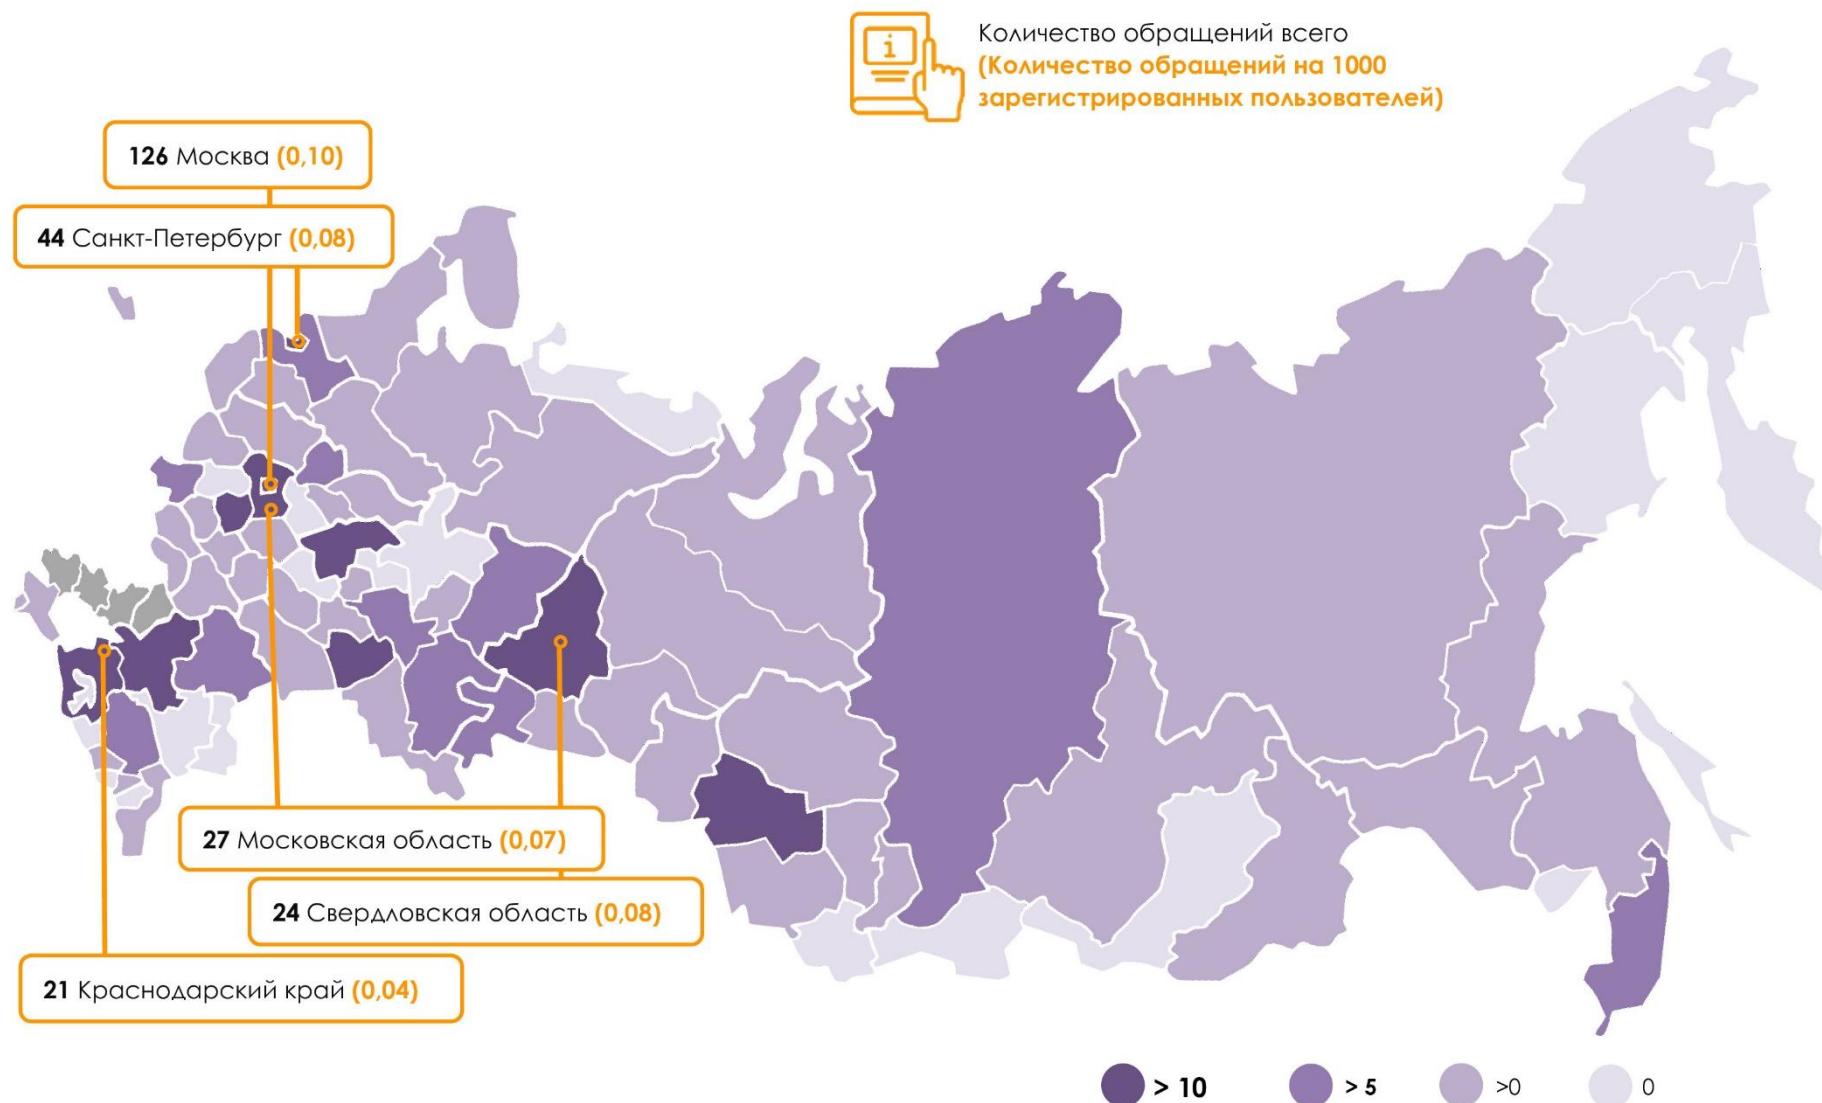 Количество обращений всего
(Количество обращений на 1000
зарегистрированных пользователей)
126 Москва (0,10)
44 Санкт-Петербург (0,08)
27 Московская область (0,07)
24 Свердловская область (0,08)
21 Краснодарский край (0,04)
> 10
> 5
>0
0